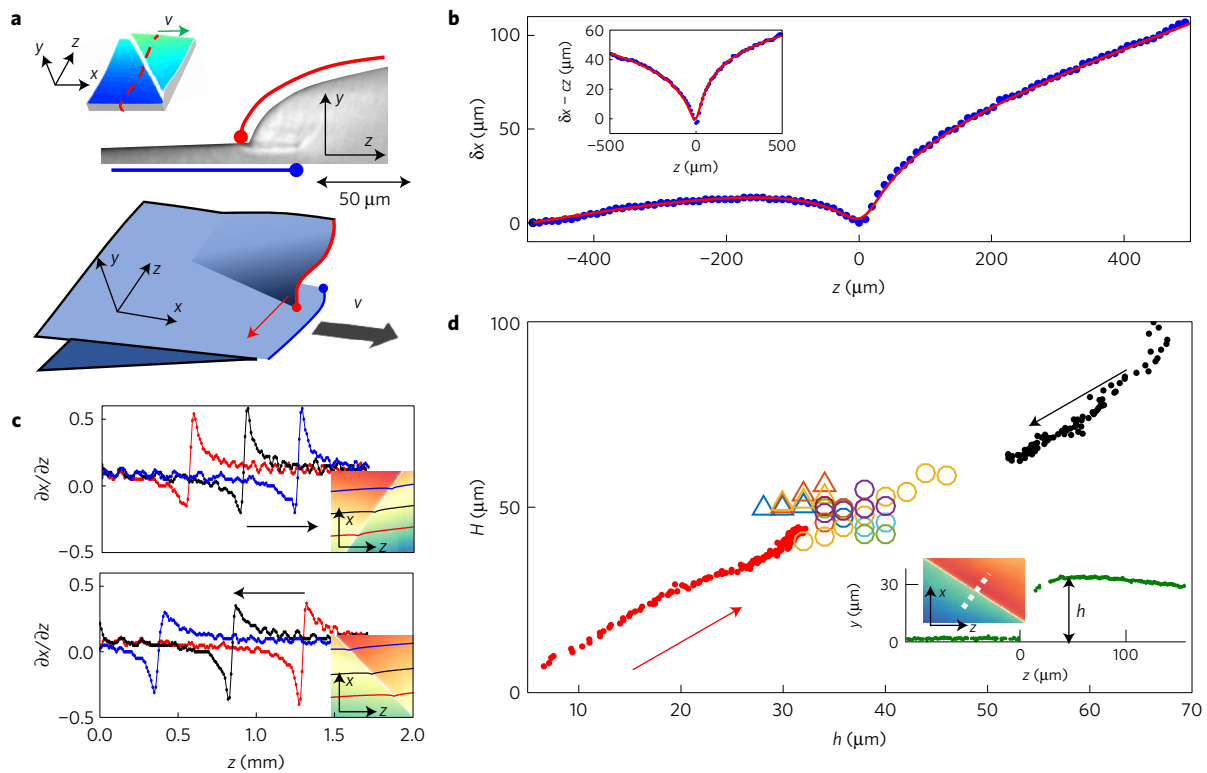 a
v
y
z
x
y
z
50 μm
y
z
x
v
b
δx (μm)
100
50
0
−400
−200
0
200
400
z (μm)
δx − cz (μm)
60
40
20
0
−500
0
500
z (μm)
c
∂x/∂z
0.5
0.0
−0.5
x
z
∂x/∂z
0.5
0.0
−0.5
x
z
0.0
0.5
1.0
1.5
2.0
z (mm)
d
H (μm)
100
50
0
10
20
30
40
50
60
70
h (μm)
y (μm)
30
0
x
z
h
0
100
z (μm)